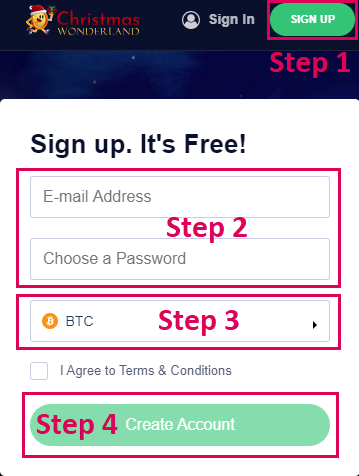 Christmas
WONDERLAND
Sign In
SIGN UP
Step 1
Sign up. It's Free!
E-mail Address
Step 2
Choose a Password
BTC
Step 3
I Agree to Terms & Conditions
Step 4
Create Account